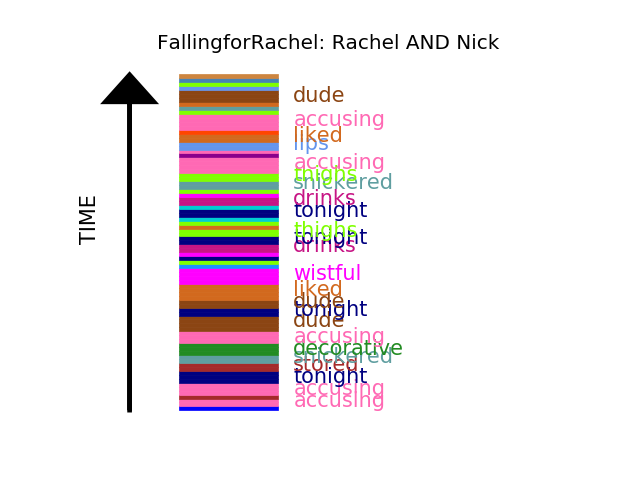 FallingforRachel: Rachel AND Nick
dude
accusing
liked
lips
accusing
thighs
snickered
drinks
tonight
thighs
tonight
drinks
wistful
liked
dude
tonight
dude
accusing
decorative
snickered
stored
tonight
accusing
accusing
TIME